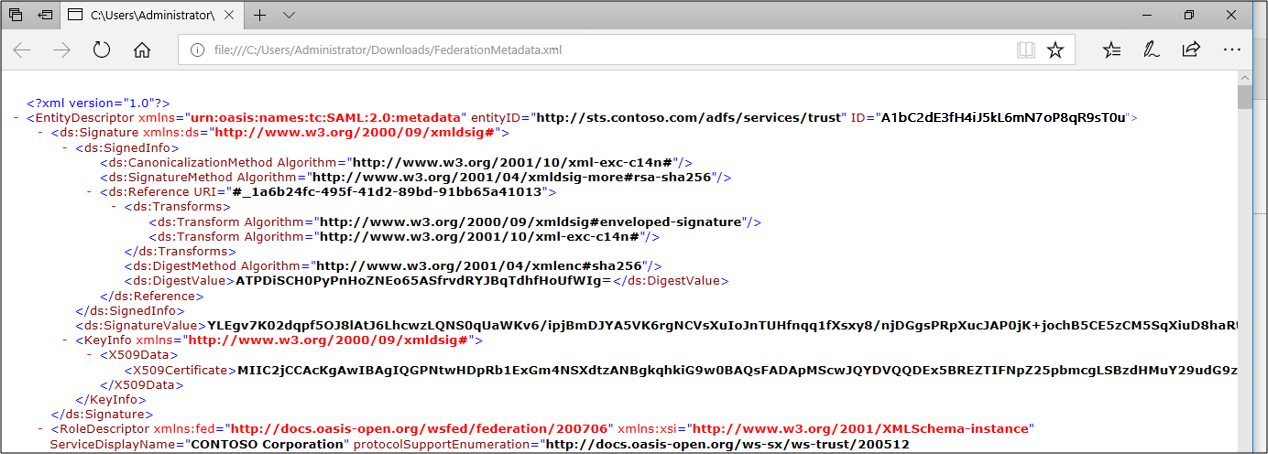 C:\Users\Administrator\
file:///C:/Users/Administrator/Downloads/FederationMetadata.xml
<?xml version="1.0"?>
- <EntityDescriptor xmlns="urn:oasis:names:tc:SAML:2.0:metadata" entityID="http://sts.contoso.com/adfs/services/trust" ID="A1bC2dE3fH4iJ5kL6mN7oP8qR9sT0u">
- <ds:Signature xmlns:ds="http://www.w3.org/2000/09/xmldsig#">
- <ds:SignedInfo>
<ds:CanonicalizationMethod Algorithm="http://www.w3.org/2001/10/xml-exc-c14n#"/>
<ds:SignatureMethod Algorithm="http://www.w3.org/2001/04/xmldsig-more#rsa-sha256"/>
- <ds:Reference URI="#_1a6b24fc-495f-41d2-89bd-91bb65a41013">
- <ds:Transforms>
<ds:Transform Algorithm="http://www.w3.org/2000/09/xmldsig#enveloped-signature"/>
<ds:Transform Algorithm="http://www.w3.org/2001/10/xml-exc-c14n#"/>
</ds:Transforms>
<ds:DigestMethod Algorithm="http://www.w3.org/2001/04/xmlenc#sha256"/>
<ds:DigestValue>ATPDiSCH0PyPnHoZNEo65ASfrvdRYJBqTdhfHoUfWIg=</ds:DigestValue>
</ds:Reference>
</ds:SignedInfo>
<ds:SignatureValue>YLEgv7K02dqpf5OJ8lAtJ6LhcwzLQNS0qUaWKv6/ipjBmDJYA5VK6rgNCVsXuIoJnTUHfnqq1fXsxy8/njDGgsPRpXucJAP0jK+jochB5CE5zCM5SqXiuD8haRt
- <KeyInfo xmlns="http://www.w3.org/2000/09/xmldsig#">
- <X509Data>
<X509Certificate>MIIC2jCCAcKgAwIBAgIQGPNtwHDpRb1ExGm4NSXdtzANBgkqhkiG9w0BAQsFADApMScwJQYDVQQDEx5BREZTIFNpZ25pbmcgLSBzdHMuY29udG9z
</X509Data>
</KeyInfo>
</ds:Signature>
- <RoleDescriptor xmlns:fed="http://docs.oasis-open.org/wsfed/federation/200706" xmlns:xsi="http://www.w3.org/2001/XMLSchema-instance"
ServiceDisplayName="CONTOSO Corporation" protocolSupportEnumeration="http://docs.oasis-open.org/ws-sx/ws-trust/200512